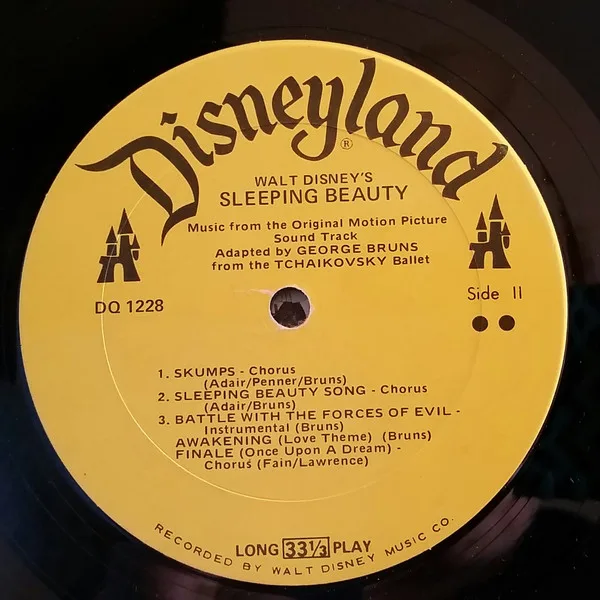 Disneyland
®
WALT DISNEY'S
SLEEPING BEAUTY
Music from the Original Motion Picture
Sound Track
Adapted by GEORGE BRUNS
from the TCHAIKOVSKY Ballet
DQ 1228
Side II
1. SKUMPS - Chorus
(Adair/Penner/Bruns)
2. SLEEPING BEAUTY SONG - Chorus
(Adair/Bruns)
3. BATTLE WITH THE FORCES OF EVIL -
Instrumental (Bruns)
AWAKENING (Love Theme) (Bruns)
FINALE (Once Upon A Dream) -
Chorus (Fain/Lawrence)
LONG 33 1/3 PLAY
RECORDED BY WALT DISNEY MUSIC CO.